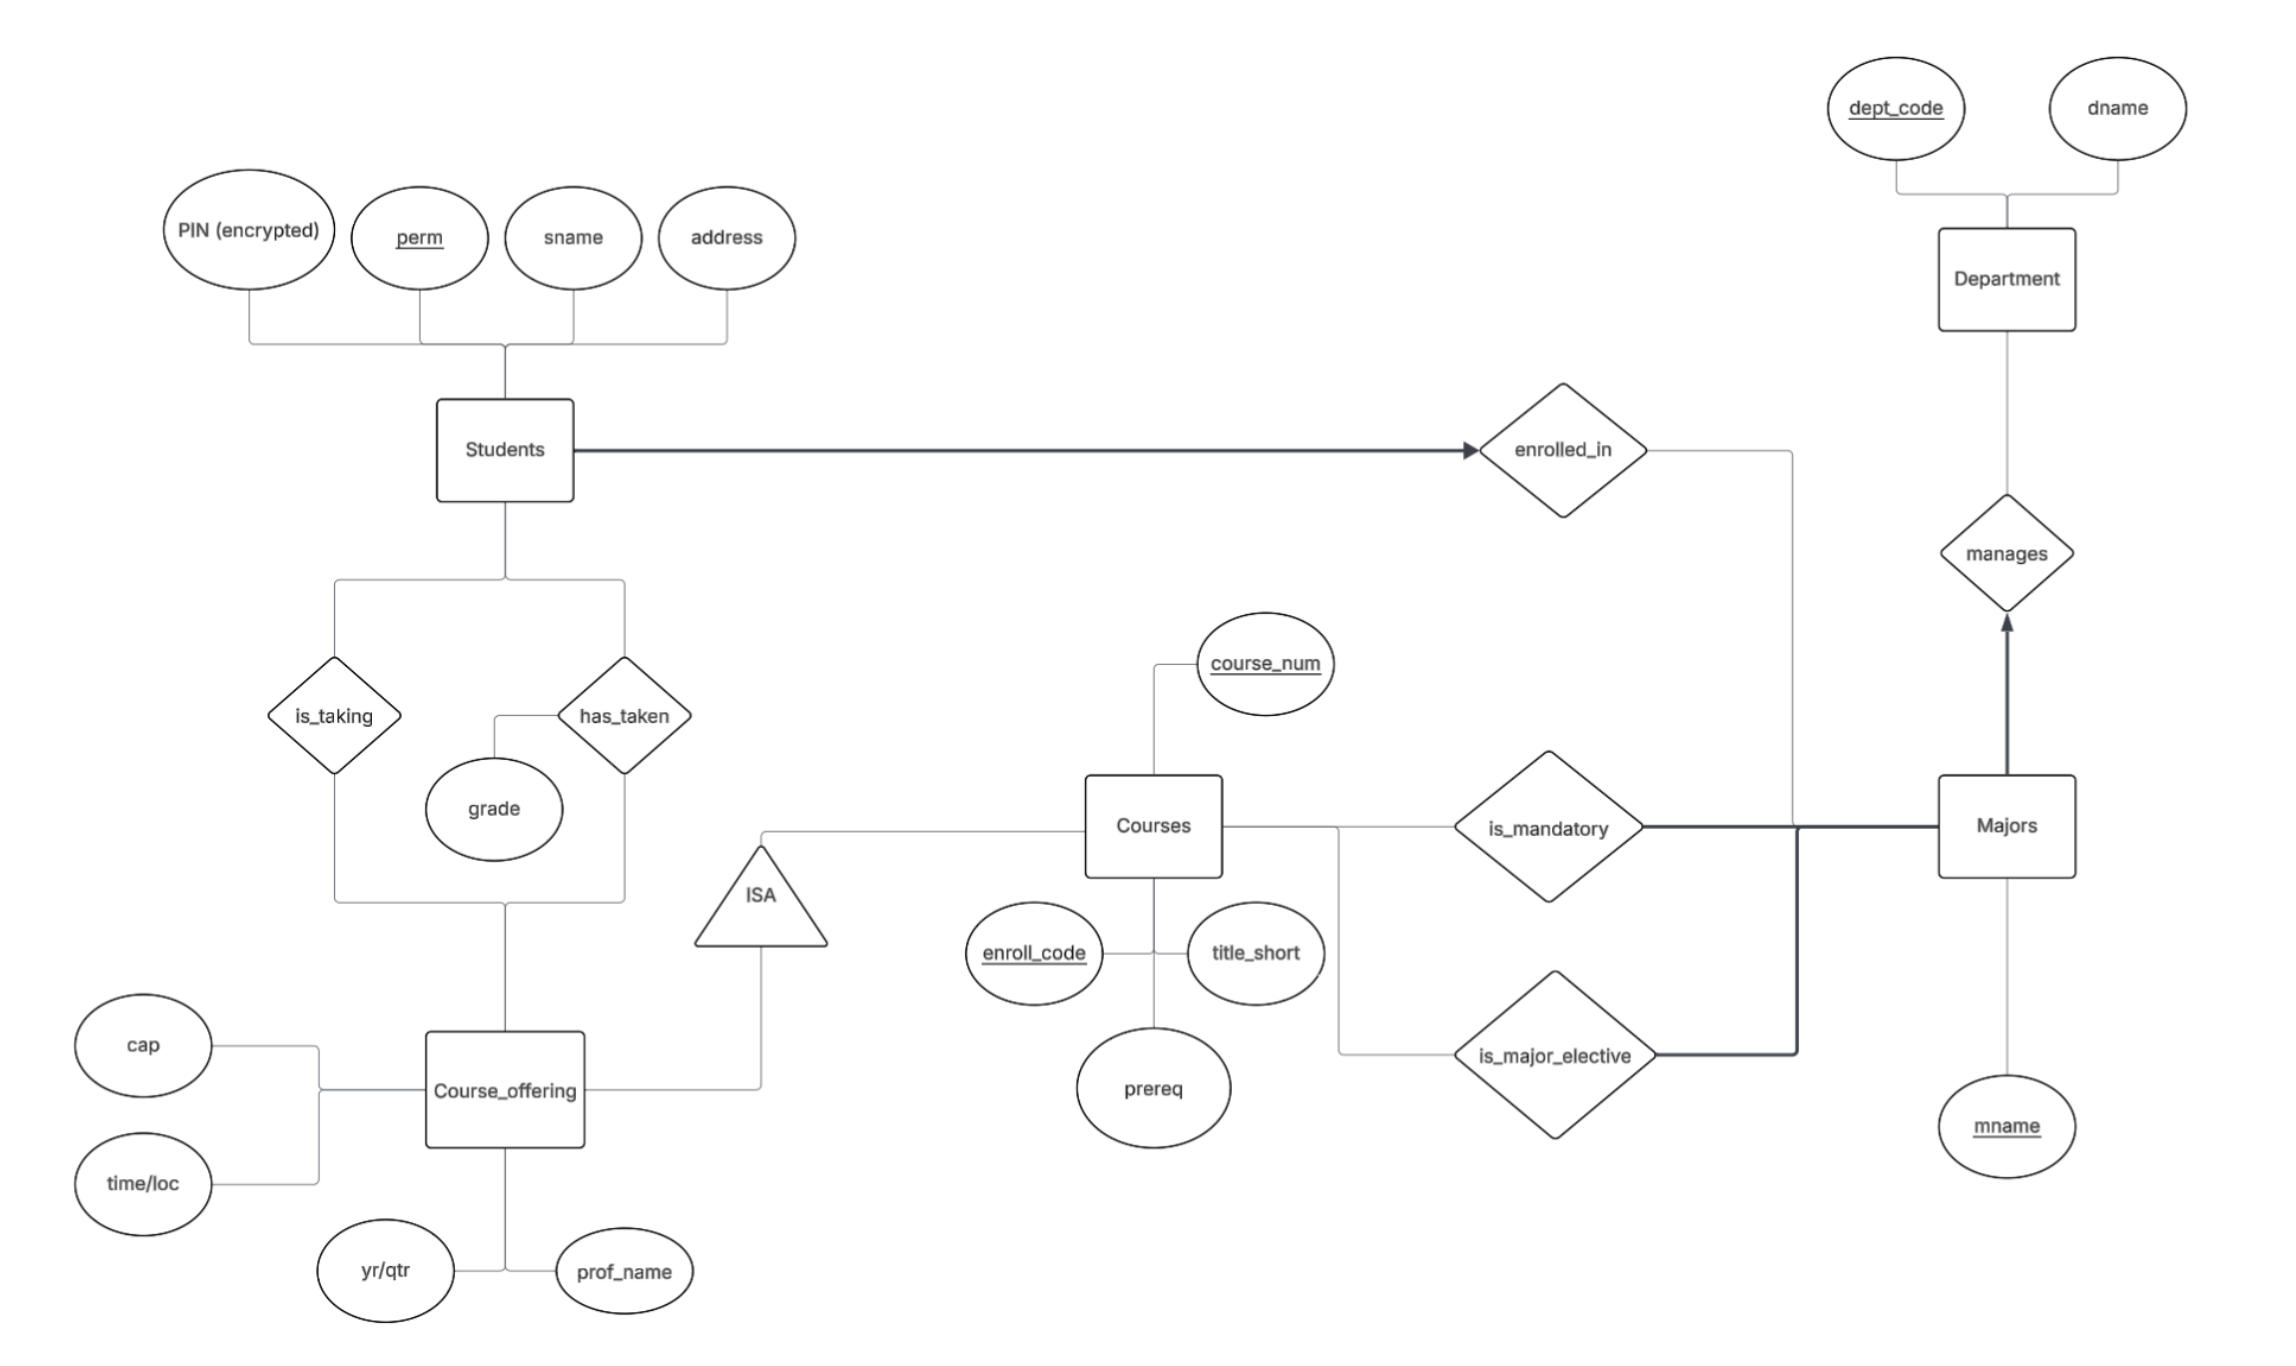 dept_code
dname
PIN (encrypted)
perm
sname
address
Department
Students
enrolled_in
manages
course_num
is_taking
has_taken
grade
Courses
is_mandatory
Majors
ISA
enroll_code
title_short
cap
Course_offering
prereq
is_major_elective
mname
time/loc
yr/qtr
prof_name